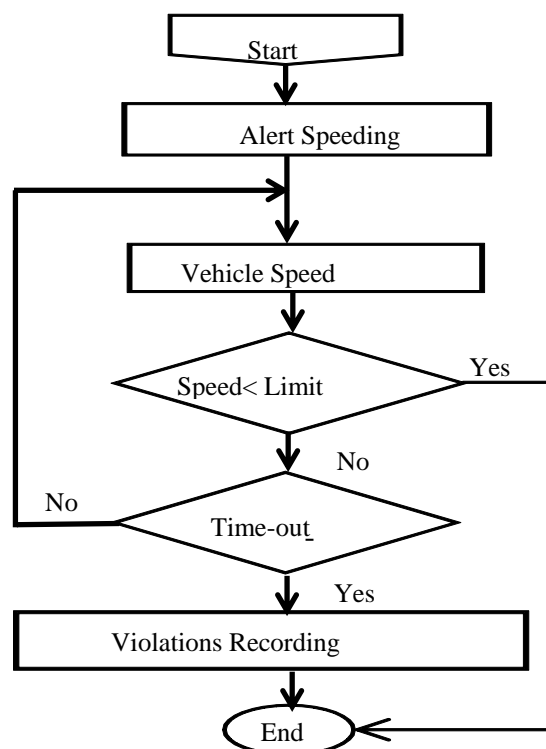 Start
Alert Speeding
Vehicle Speed
Speed< Limit
Yes
No
No
Time-out
Yes
Violations Recording
End